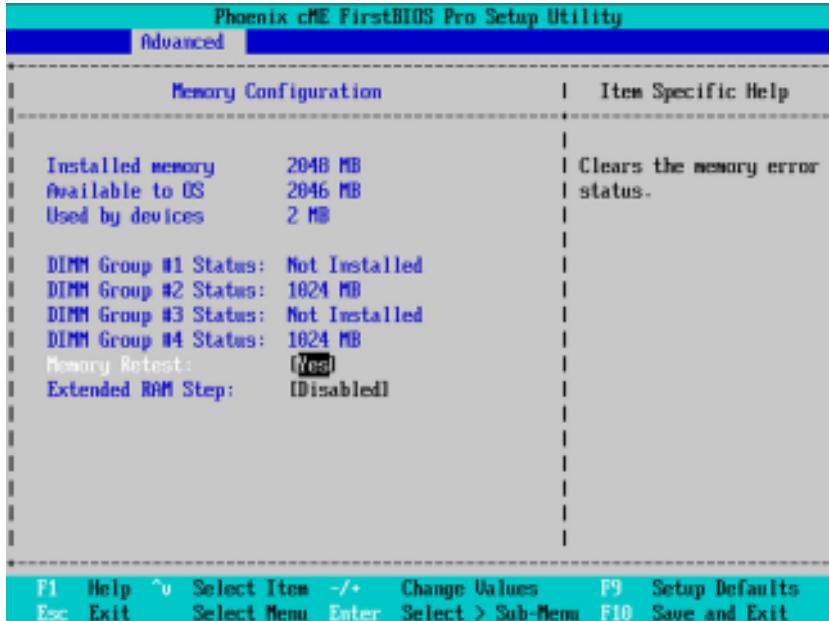 Phoenix cME FirstBIOS Pro Setup Utility
Advanced
Memory Configuration
Item Specific Help
Installed memory 2048 MB
Available to OS 2046 MB
Used by devices 2 MB
Clears the memory error
status.
DIMM Group #1 Status: Not Installed
DIMM Group #2 Status: 1024 MB
DIMM Group #3 Status: Not Installed
DIMM Group #4 Status: 1024 MB
Memory Retest: [Yes]
Extended RAM Step: [Disabled]
F1 Help ^v Select Item -/+ Change Values F9 Setup Defaults
Esc Exit Select Menu Enter Select > Sub-Menu F10 Save and Exit